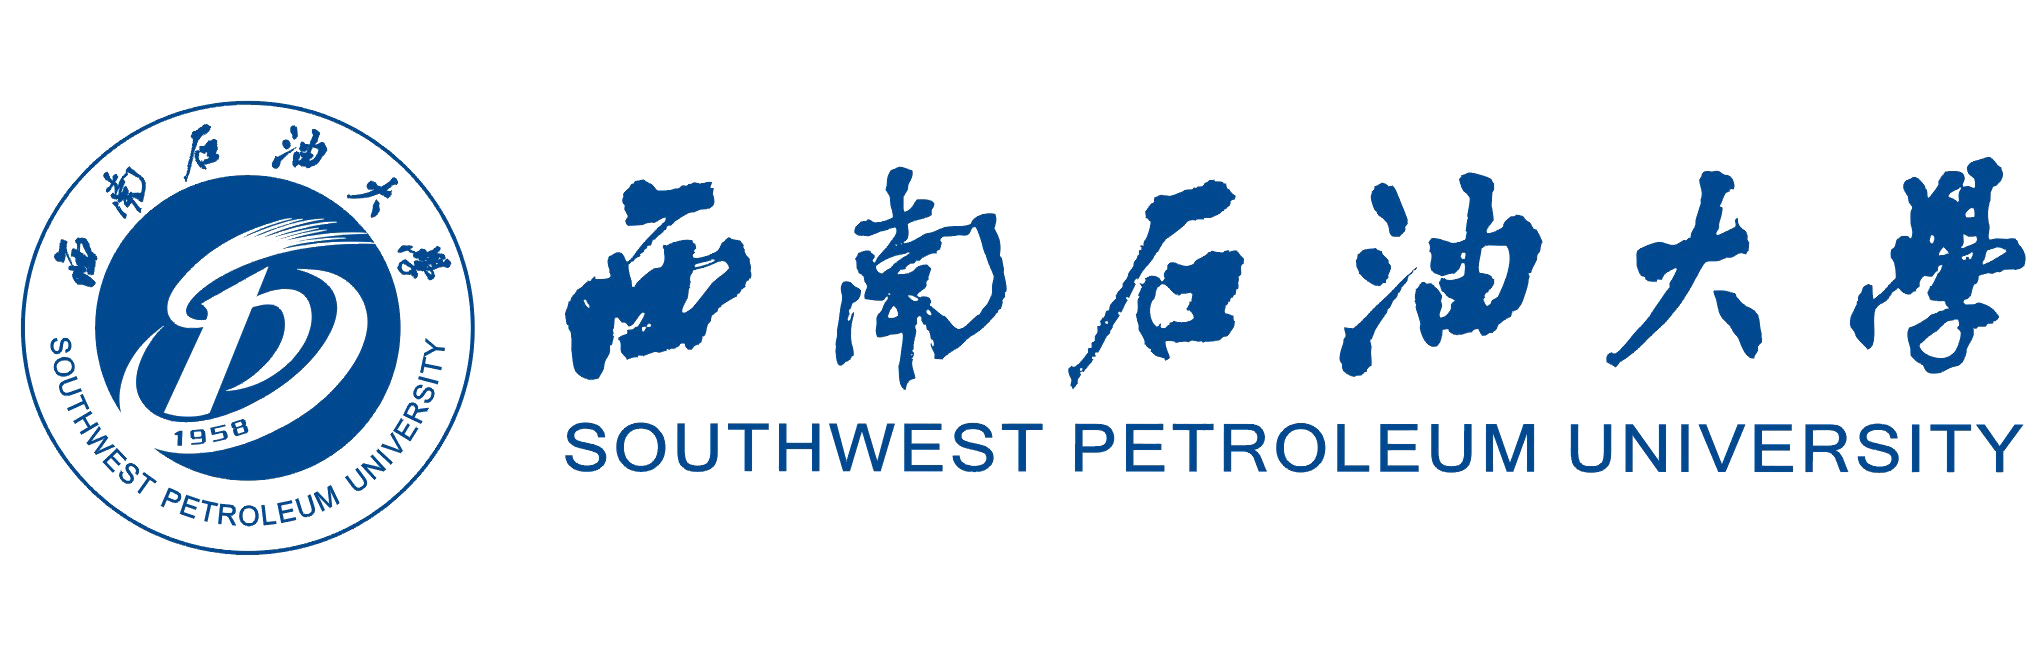 西南石油大學
1958
SOUTHWEST PETROLEUM UNIVERSITY
西南石油大學
SOUTHWEST PETROLEUM UNIVERSITY